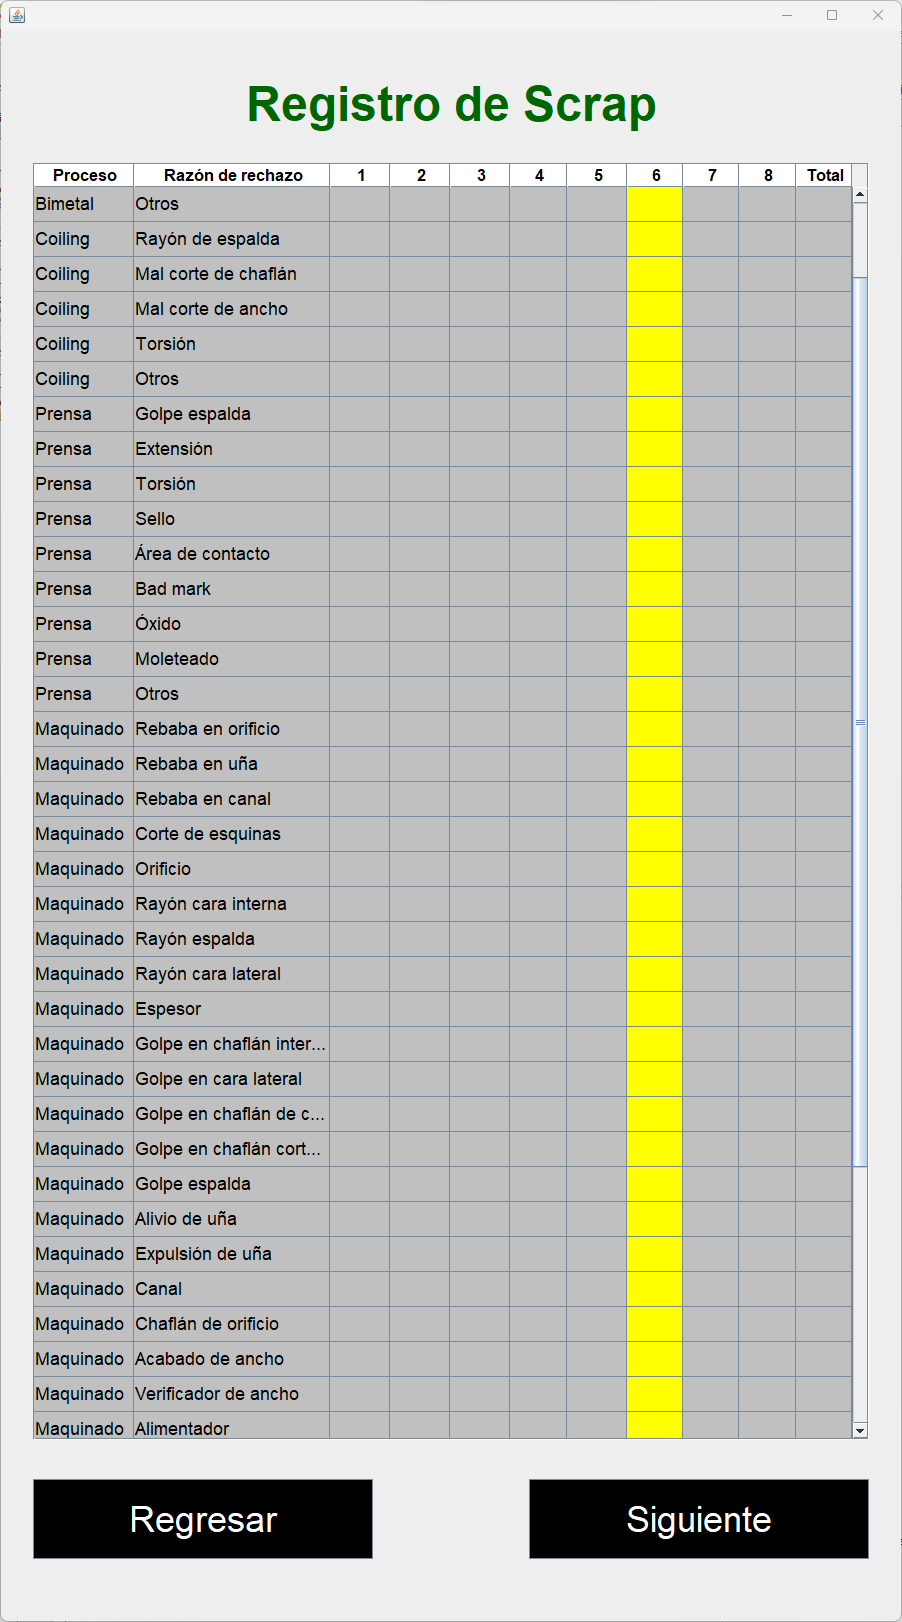 Registro de Scrap
Proceso Razón de rechazo 1 2 3 4 5 6 7 8 Total
Bimetal Otros
Coiling Rayón de espalda
Coiling Mal corte de chaflán
Coiling Mal corte de ancho
Coiling Torsión
Coiling Otros
Prensa Golpe espalda
Prensa Extensión
Prensa Torsión
Prensa Sello
Prensa Área de contacto
Prensa Bad mark
Prensa Óxido
Prensa Moleteado
Prensa Otros
Maquinado Rebaba en orificio
Maquinado Rebaba en uña
Maquinado Rebaba en canal
Maquinado Corte de esquinas
Maquinado Orificio
Maquinado Rayón cara interna
Maquinado Rayón espalda
Maquinado Rayón cara lateral
Maquinado Espesor
Maquinado Golpe en chaflán inter...
Maquinado Golpe en cara lateral
Maquinado Golpe en chaflán de c...
Maquinado Golpe en chaflán cort...
Maquinado Golpe espalda
Maquinado Alivio de uña
Maquinado Expulsión de uña
Maquinado Canal
Maquinado Chaflán de orificio
Maquinado Acabado de ancho
Maquinado Verificador de ancho
Maquinado Alimentador
Regresar Siguiente